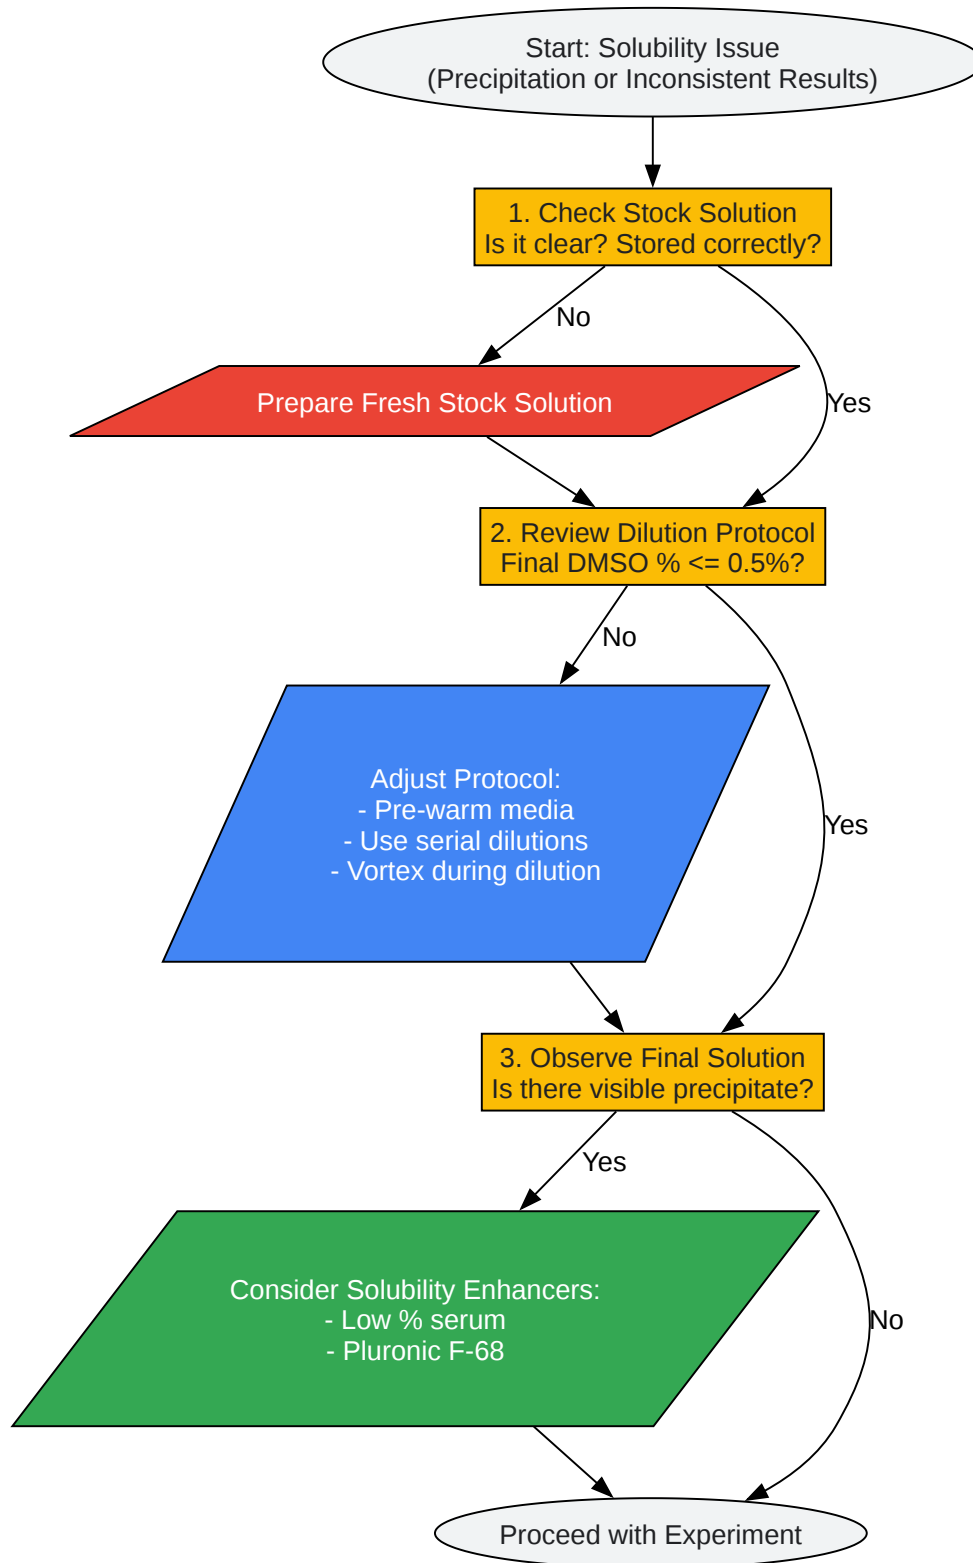 Start: Solubility Issue
(Precipitation or Inconsistent Results)
1. Check Stock Solution
Is it clear? Stored correctly?
No
Prepare Fresh Stock Solution
Yes
2. Review Dilution Protocol
Final DMSO % <= 0.5%?
No
Adjust Protocol:
- Pre-warm media
- Use serial dilutions
- Vortex during dilution
Yes
3. Observe Final Solution
Is there visible precipitate?
Yes
Consider Solubility Enhancers:
- Low % serum
- Pluronic F-68
No
Proceed with Experiment